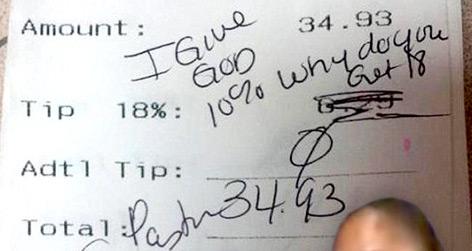 Amount: 34.93
I Give
God
10% why do you
Get 18
Tip 18%:
Adtl Tip: 0
Total: 34.93
Pastor